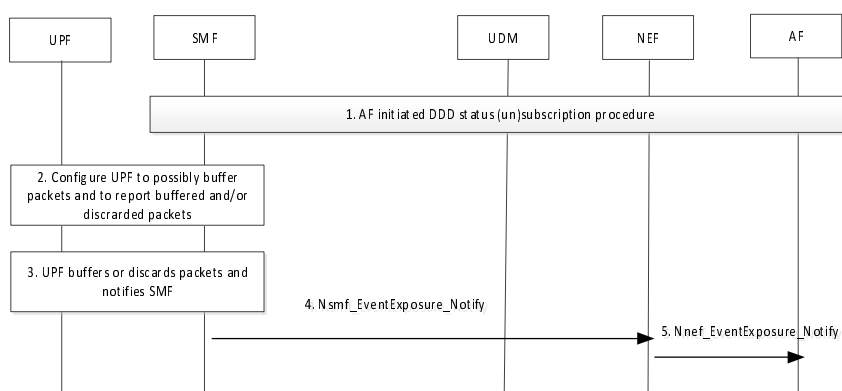 UPF
SMF
UDM
NEF
AF
1. AF initiated DDD status (un)subscription procedure
2. Configure UPF to possibly buffer
packets and to report buffered and/or
discrarded packets
3. UPF buffers or discards packets and
notifies SMF
4. Nsmf_EventExposure_Notify
5. Nnef_EventExposure_Notify